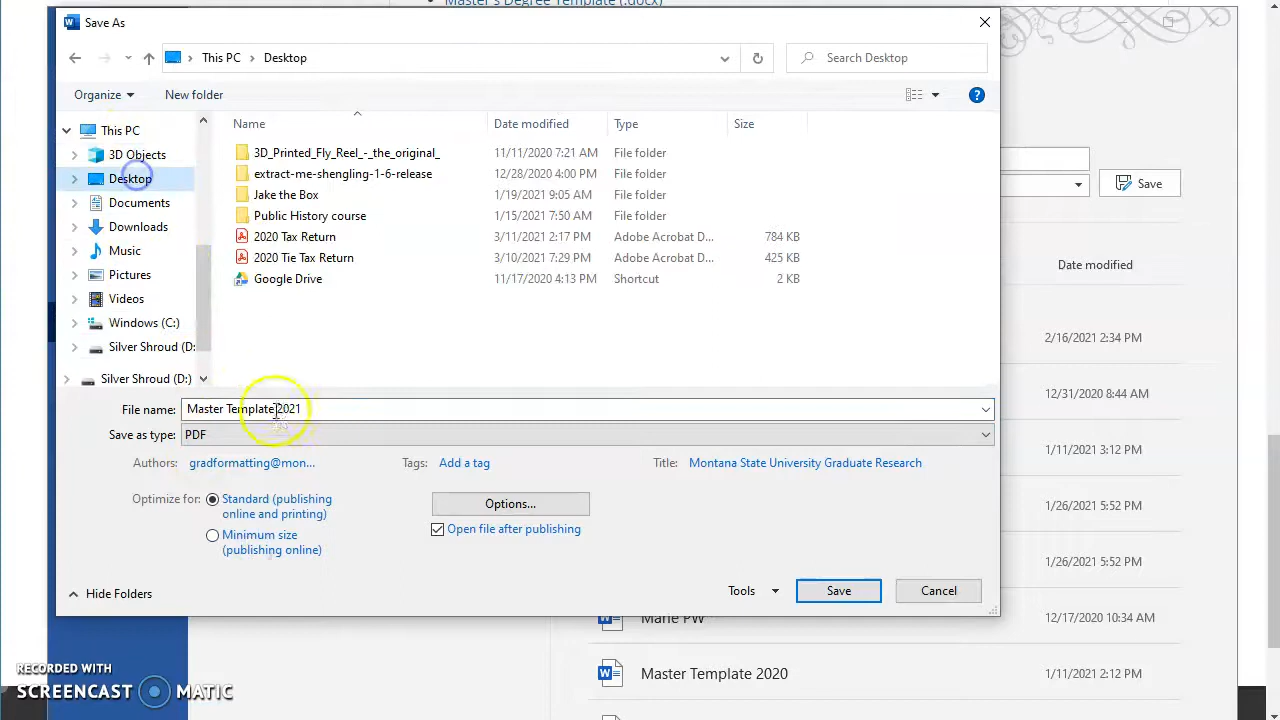 Master's Degree Template (.docx)
Save As
This PC
Desktop
Search Desktop
Organize
New folder
Name
Date modified
Type
Size
This PC
3D Objects
Desktop
Documents
Downloads
Music
Pictures
Videos
Windows (C:)
Silver Shroud (D:
Silver Shroud (D:)
3D_Printed_Fly_Reel_-_the_original_ 11/11/2020 7:21 AM File folder
extract-me-shengling-1-6-release 12/28/2020 4:00 PM File folder
Jake the Box 1/19/2021 9:05 AM File folder
Public History course 1/15/2021 7:50 AM File folder
2020 Tax Return 3/11/2021 2:17 PM Adobe Acrobat D... 784 KB
2020 Tie Tax Return 3/10/2021 7:29 PM Adobe Acrobat D... 425 KB
Google Drive 11/17/2020 4:13 PM Shortcut 2 KB
File name: Master Template 2021
Save as type: PDF
Authors: gradformatting@mon... Tags: Add a tag Title: Montana State University Graduate Research
Optimize for: Standard (publishing
online and printing)
Minimum size
(publishing online)
Options...
Open file after publishing
Hide Folders
Tools
Save
Cancel
Save
Date modified
2/16/2021 2:34 PM
12/31/2020 8:44 AM
1/11/2021 3:12 PM
1/26/2021 5:52 PM
1/26/2021 5:52 PM
Marie PW 12/17/2020 10:34 AM
Master Template 2020 1/11/2021 2:12 PM
RECORDED WITH
SCREENCAST MATIC